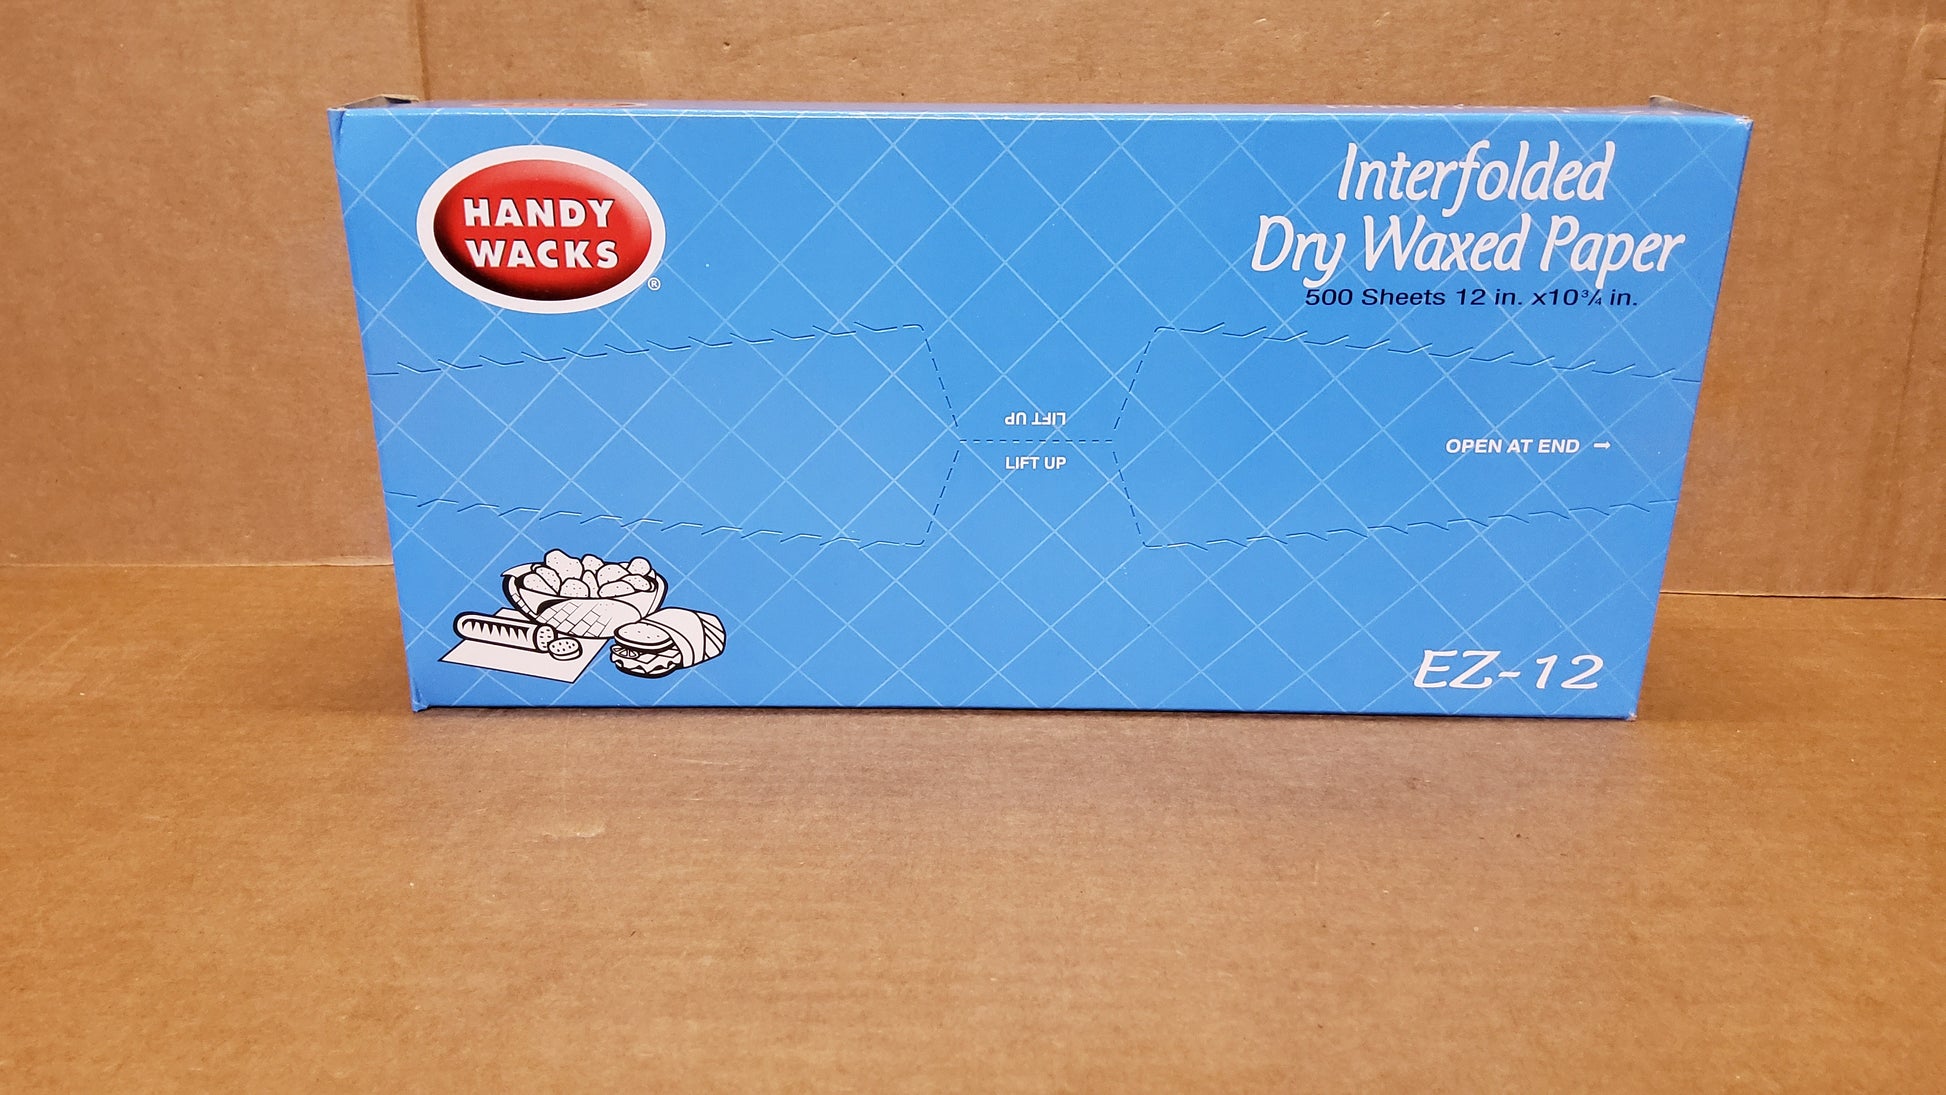 HANDY
WACKS
®
Interfolded
Dry Waxed Paper
500 Sheets 12 in. x10¾ in.
LIFT UP
LIFT UP
OPEN AT END →
EZ-12